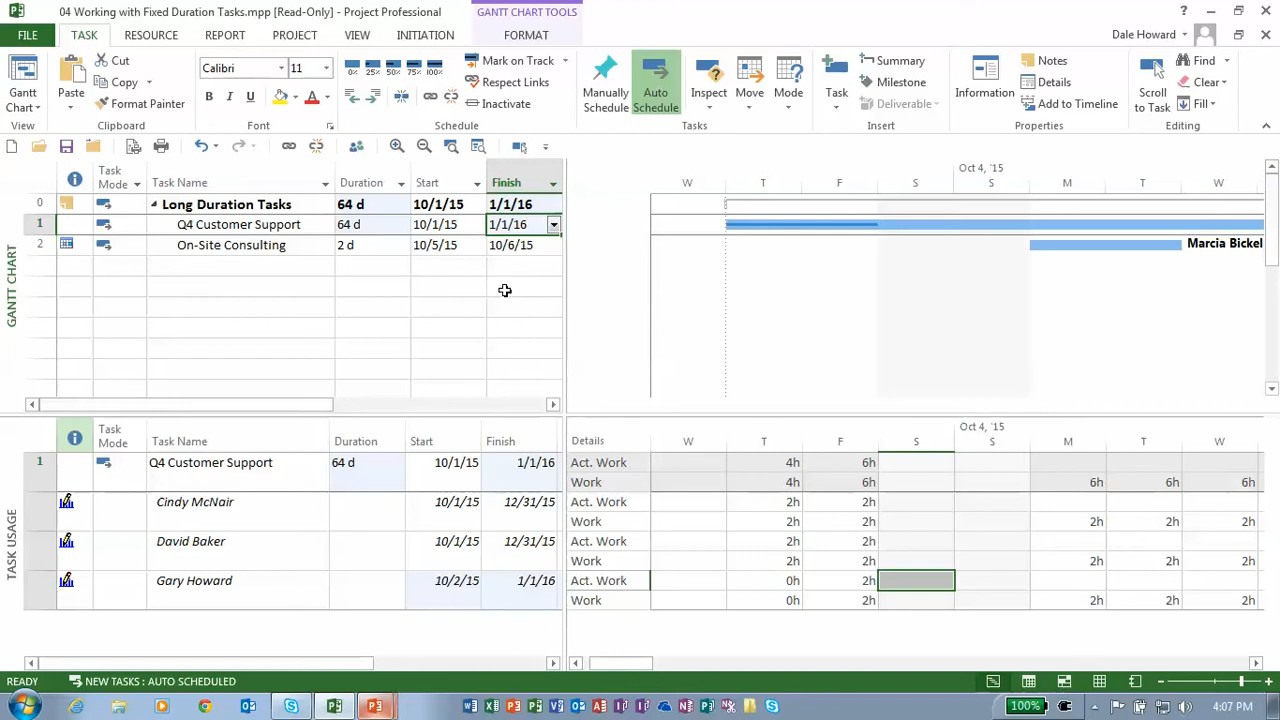 04 Working with Fixed Duration Tasks.mpp [Read-Only] - Project Professional
GANTT CHART TOOLS
?
FILE TASK RESOURCE REPORT PROJECT VIEW INITIATION FORMAT
Dale Howard
Gantt Chart
View
Paste
Cut
Copy
Format Painter
Clipboard
Calibri 11
B I U A
Font
0% 25% 50% 75% 100%
Mark on Track
Respect Links
Inactivate
Schedule
Manually Schedule
Auto Schedule
Inspect
Move
Mode
Tasks
Task
Summary
Milestone
Deliverable
Insert
Information
Notes
Details
Add to Timeline
Properties
Scroll to Task
Find
Clear
Fill
Editing
GANTT CHART
Task Mode Task Name Duration Start Finish
0 Long Duration Tasks 64 d 10/1/15 1/1/16
1 Q4 Customer Support 64 d 10/1/15 1/1/16
2 On-Site Consulting 2 d 10/5/15 10/6/15
Oct 4, '15
W T F S S M T W
Marcia Bickel
TASK USAGE
Task Mode Task Name Duration Start Finish
1 Q4 Customer Support 64 d 10/1/15 1/1/16
Cindy McNair 10/1/15 12/31/15
David Baker 10/1/15 12/31/15
Gary Howard 10/2/15 1/1/16
Oct 4, '15
Details W T F S S M T W
Act. Work 4h 6h
Work 4h 6h 6h 6h 6h
Act. Work 2h 2h
Work 2h 2h 2h 2h 2h
Act. Work 2h 2h
Work 2h 2h 2h 2h 2h
Act. Work 0h 2h
Work 0h 2h 2h 2h 2h
READY NEW TASKS : AUTO SCHEDULED
100% 4:07 PM